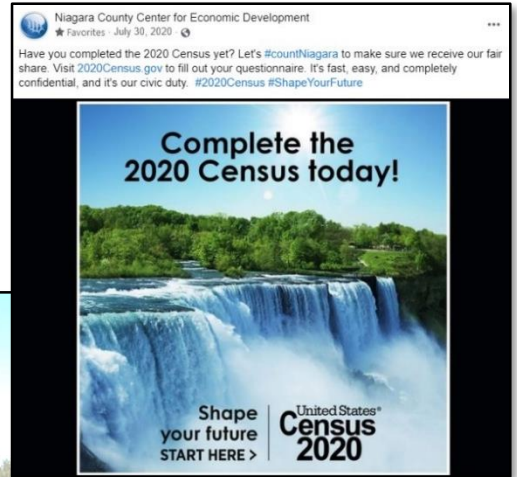 Niagara County Center for Economic Development
Favorites · July 30, 2020 ·
Have you completed the 2020 Census yet? Let's #countNiagara to make sure we receive our fair
share. Visit 2020Census.gov to fill out your questionnaire. It's fast, easy, and completely
confidential, and it's our civic duty. #2020Census #ShapeYourFuture
Complete the
2020 Census today!
Shape
your future
START HERE >
United States®
Census
2020